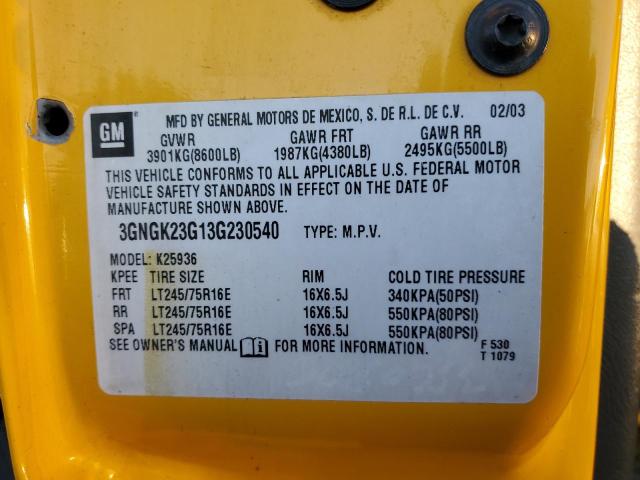 GM
MFD BY GENERAL MOTORS DE MEXICO, S. DE R.L. DE C.V. 02/03
GVWR GAWR FRT GAWR RR
3901KG(8600LB) 1987KG(4380LB) 2495KG(5500LB)
THIS VEHICLE CONFORMS TO ALL APPLICABLE U.S. FEDERAL MOTOR
VEHICLE SAFETY STANDARDS IN EFFECT ON THE DATE OF
MANUFACTURE SHOWN ABOVE.
3GNGK23G13G230540 TYPE: M.P.V.
MODEL: K25936
KPEE TIRE SIZE RIM COLD TIRE PRESSURE
FRT LT245/75R16E 16X6.5J 340KPA(50PSI)
RR LT245/75R16E 16X6.5J 550KPA(80PSI)
SPA LT245/75R16E 16X6.5J 550KPA(80PSI)
SEE OWNER'S MANUAL FOR MORE INFORMATION. F 530
T 1079